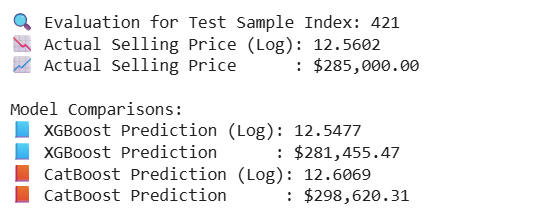 🔍 Evaluation for Test Sample Index: 421
📉 Actual Selling Price (Log): 12.5602
📈 Actual Selling Price      : $285,000.00

Model Comparisons:
📘 XGBoost Prediction (Log): 12.5477
📘 XGBoost Prediction      : $281,455.47
📙 CatBoost Prediction (Log): 12.6069
📙 CatBoost Prediction      : $298,620.31